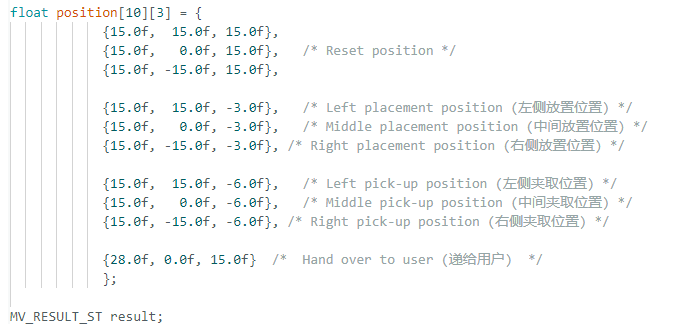 float position[10][3] = {
{15.0f,  15.0f, 15.0f},
{15.0f,   0.0f, 15.0f},   /* Reset position */
{15.0f, -15.0f, 15.0f},
{15.0f,  15.0f, -3.0f},   /* Left placement position (左侧放置位置) */
{15.0f,   0.0f, -3.0f},   /* Middle placement position (中间放置位置) */
{15.0f, -15.0f, -3.0f}, /* Right placement position (右侧放置位置) */
{15.0f,  15.0f, -6.0f},   /* Left pick-up position (左侧夹取位置) */
{15.0f,   0.0f, -6.0f},   /* Middle pick-up position (中间夹取位置) */
{15.0f, -15.0f, -6.0f}, /* Right pick-up position (右侧夹取位置) */
{28.0f, 0.0f, 15.0f}  /*  Hand over to user (递给用户)  */
};
MV_RESULT_ST result;